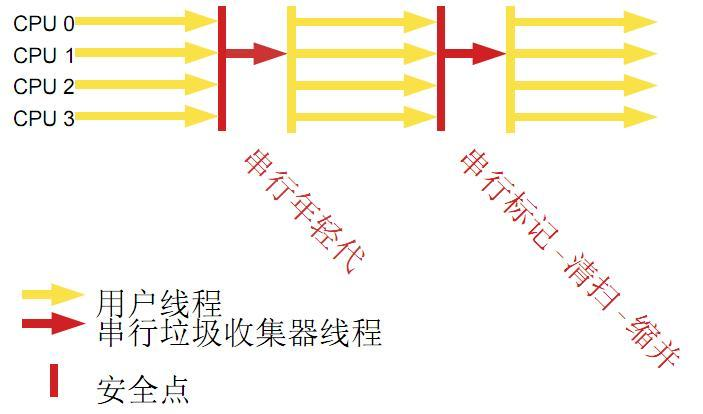 CPU 0
CPU 1
CPU 2
CPU 3
串行年轻代
串行标记-清扫-缩并
用户线程
串行垃圾收集器线程
安全点